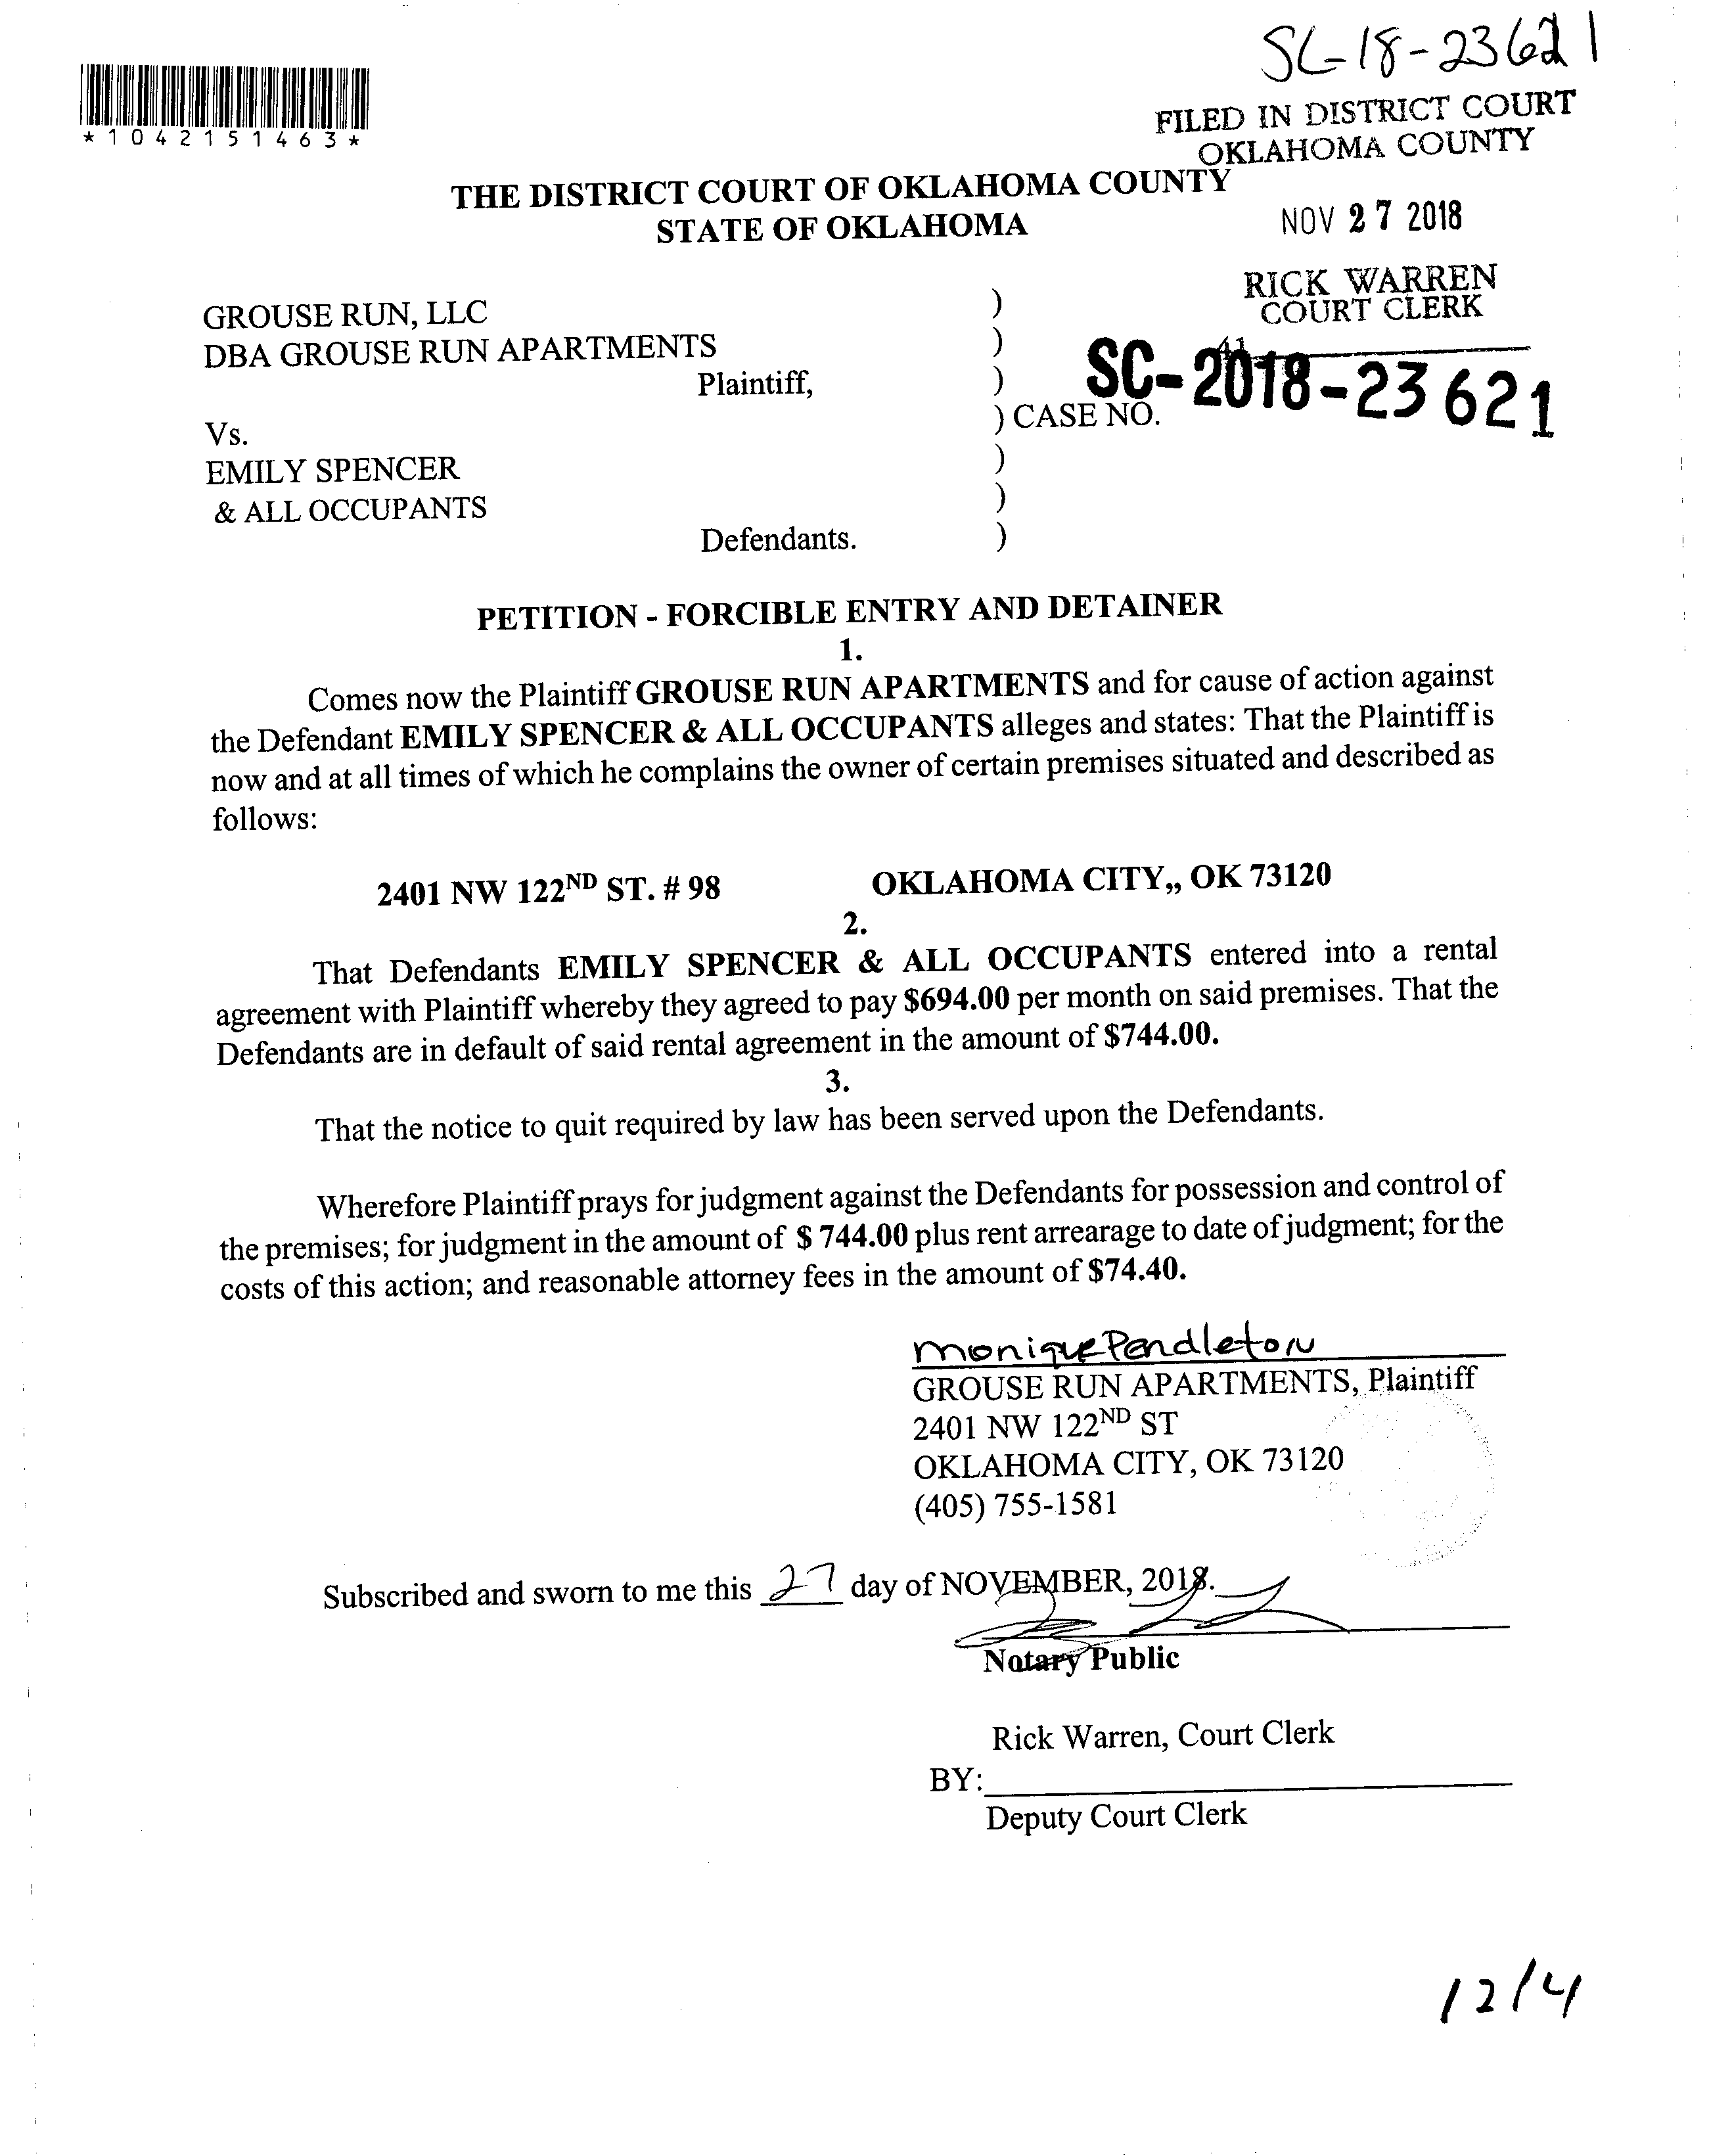 SC-18-23621
*1042151463*
FILED IN DISTRICT COURT
OKLAHOMA COUNTY
THE DISTRICT COURT OF OKLAHOMA COUNTY
STATE OF OKLAHOMA
NOV 27 2018
RICK WARREN
COURT CLERK
41
GROUSE RUN, LLC )
DBA GROUSE RUN APARTMENTS )
Plaintiff, ) SC-2018-23621
) CASE NO.
Vs.
EMILY SPENCER )
& ALL OCCUPANTS )
Defendants. )
PETITION - FORCIBLE ENTRY AND DETAINER
1.
Comes now the Plaintiff GROUSE RUN APARTMENTS and for cause of action against
the Defendant EMILY SPENCER & ALL OCCUPANTS alleges and states: That the Plaintiff is
now and at all times of which he complains the owner of certain premises situated and described as
follows:
2401 NW 122ND ST. # 98 OKLAHOMA CITY,, OK 73120
2.
That Defendants EMILY SPENCER & ALL OCCUPANTS entered into a rental
agreement with Plaintiff whereby they agreed to pay $694.00 per month on said premises. That the
Defendants are in default of said rental agreement in the amount of $744.00.
3.
That the notice to quit required by law has been served upon the Defendants.
Wherefore Plaintiff prays for judgment against the Defendants for possession and control of
the premises; for judgment in the amount of $ 744.00 plus rent arrearage to date of judgment; for the
costs of this action; and reasonable attorney fees in the amount of $74.40.
Monique Pendleton
GROUSE RUN APARTMENTS, Plaintiff
2401 NW 122ND ST
OKLAHOMA CITY, OK 73120
(405) 755-1581
Subscribed and sworn to me this 27 day of NOVEMBER, 2018.
Notary Public
Rick Warren, Court Clerk
BY:
Deputy Court Clerk
12/4